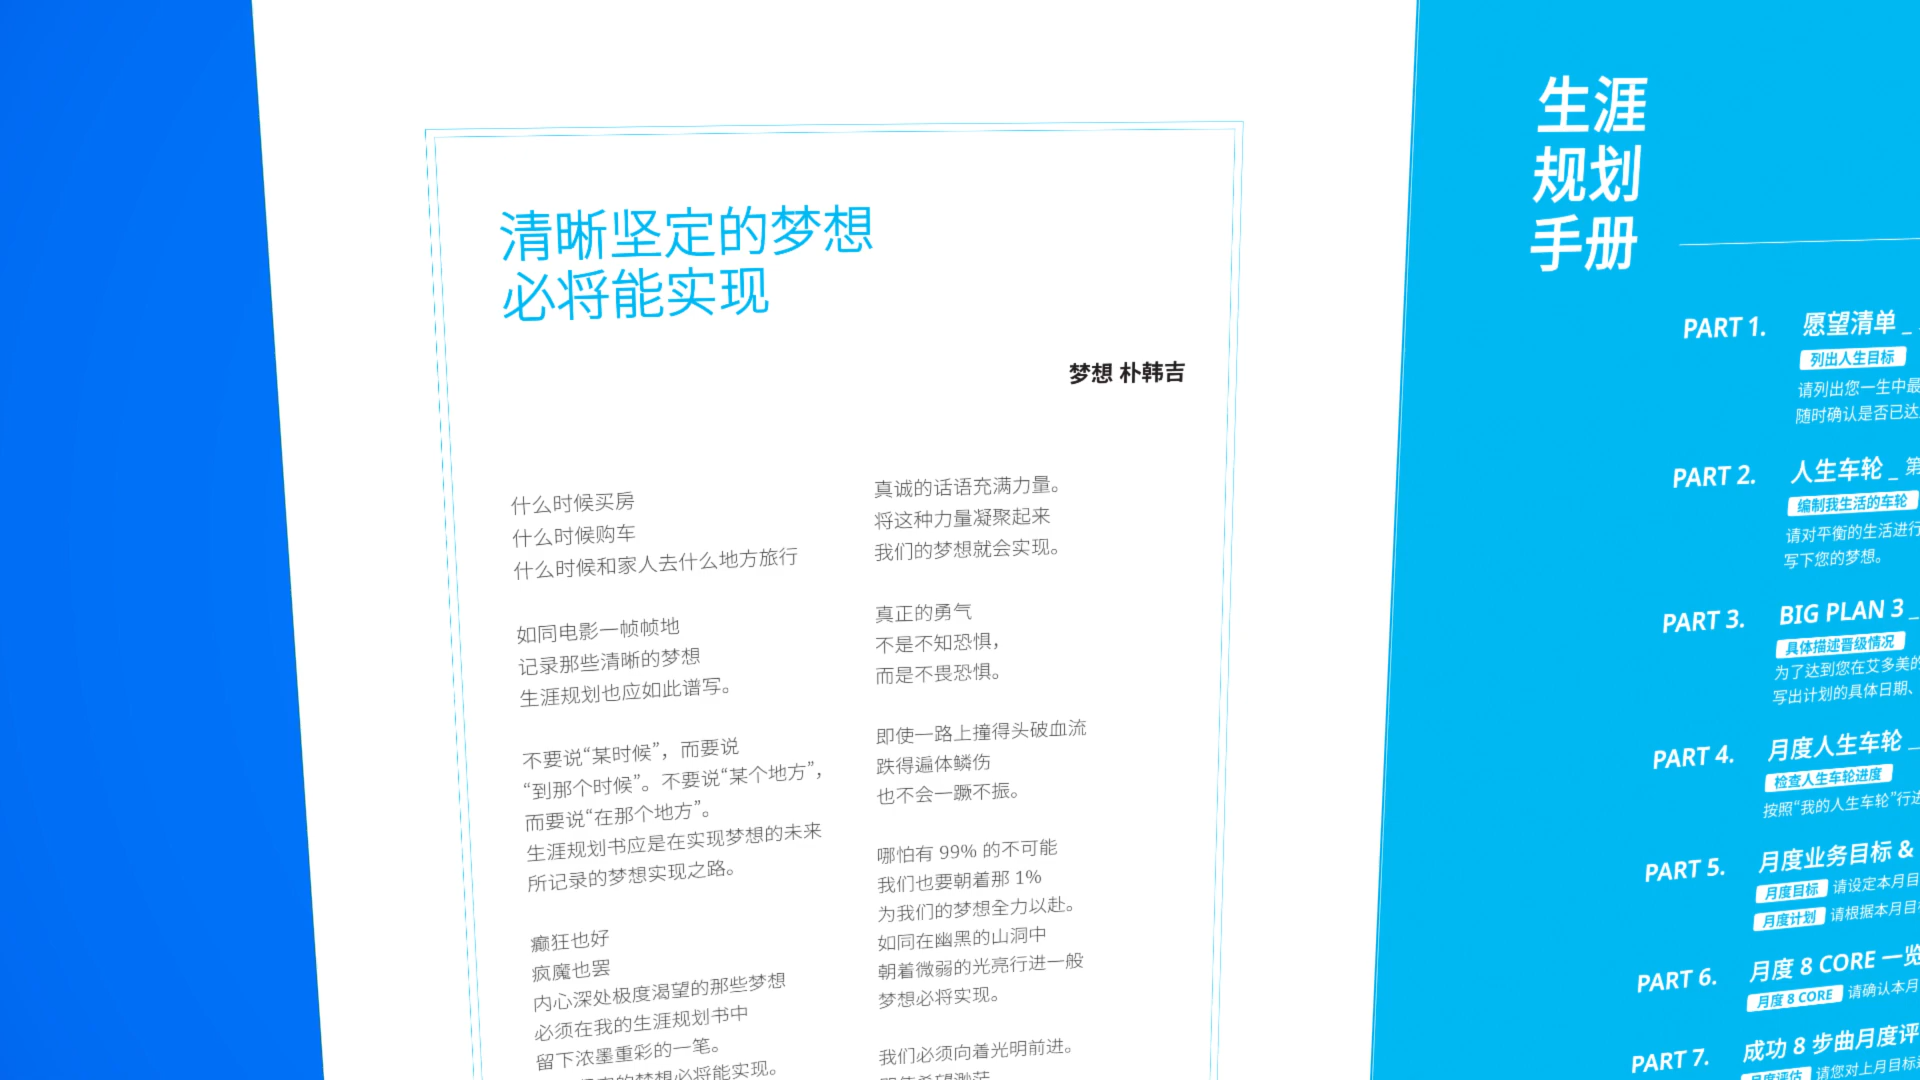 清晰坚定的梦想
必将能实现
梦想 朴韩吉
什么时候买房
什么时候购车
什么时候和家人去什么地方旅行
如同电影一帧帧地
记录那些清晰的梦想
生涯规划也应如此谱写。
不要说“某时候”，而要说
“到那个时候”。不要说“某个地方”，
而要说“在那个地方”。
生涯规划书应是在实现梦想的未来
所记录的梦想实现之路。
癫狂也好
疯魔也罢
内心深处极度渴望的那些梦想
必须在我的生涯规划书中
留下浓墨重彩的一笔。
的梦想必将能实现。
真诚的话语充满力量。
将这种力量凝聚起来
我们的梦想就会实现。
真正的勇气
不是不知恐惧，
而是不畏恐惧。
即使一路上撞得头破血流
跌得遍体鳞伤
也不会一蹶不振。
哪怕有 99% 的不可能
我们也要朝着那 1%
为我们的梦想全力以赴。
如同在幽黑的山洞中
朝着微弱的光亮行进一般
梦想必将实现。
我们必须向着光明前进。
生涯
规划
手册
PART 1. 愿望清单 _
列出人生目标
请列出您一生中最
随时确认是否已达
PART 2. 人生车轮 _ 第
编制我生活的车轮
请对平衡的生活进行
写下您的梦想。
PART 3. BIG PLAN 3 _
具体描述晋级情况
为了达到您在艾多美的
写出计划的具体日期、
PART 4. 月度人生车轮 _
检查人生车轮进度
按照“我的人生车轮”行进
PART 5. 月度业务目标 &
月度目标 请设定本月目
月度计划 请根据本月目
PART 6. 月度 8 CORE 一览
月度 8 CORE 请确认本月
PART 7. 成功 8 步曲月度评
月度评估 请您对上月目标